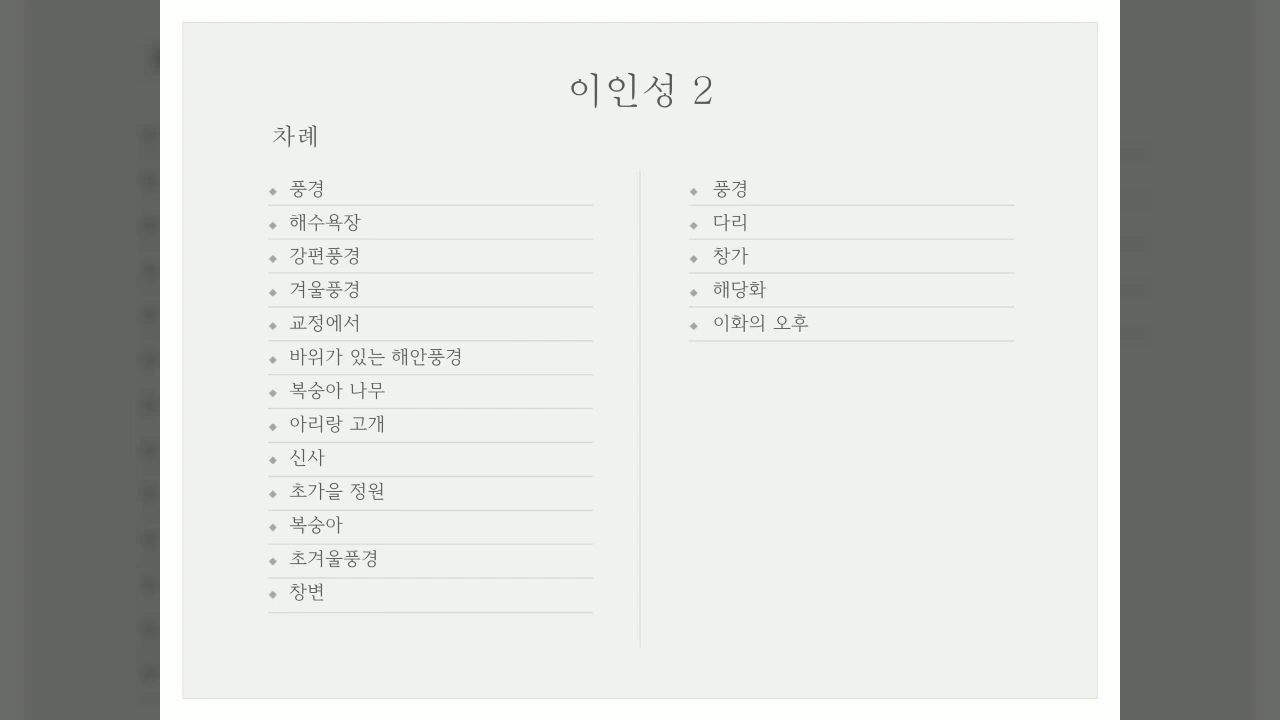 이인성 2
차례
풍경
해수욕장
강편풍경
겨울풍경
교정에서
바위가 있는 해안풍경
복숭아 나무
아리랑 고개
신사
초가을 정원
복숭아
초겨울풍경
창변
풍경
다리
창가
해당화
이화의 오후